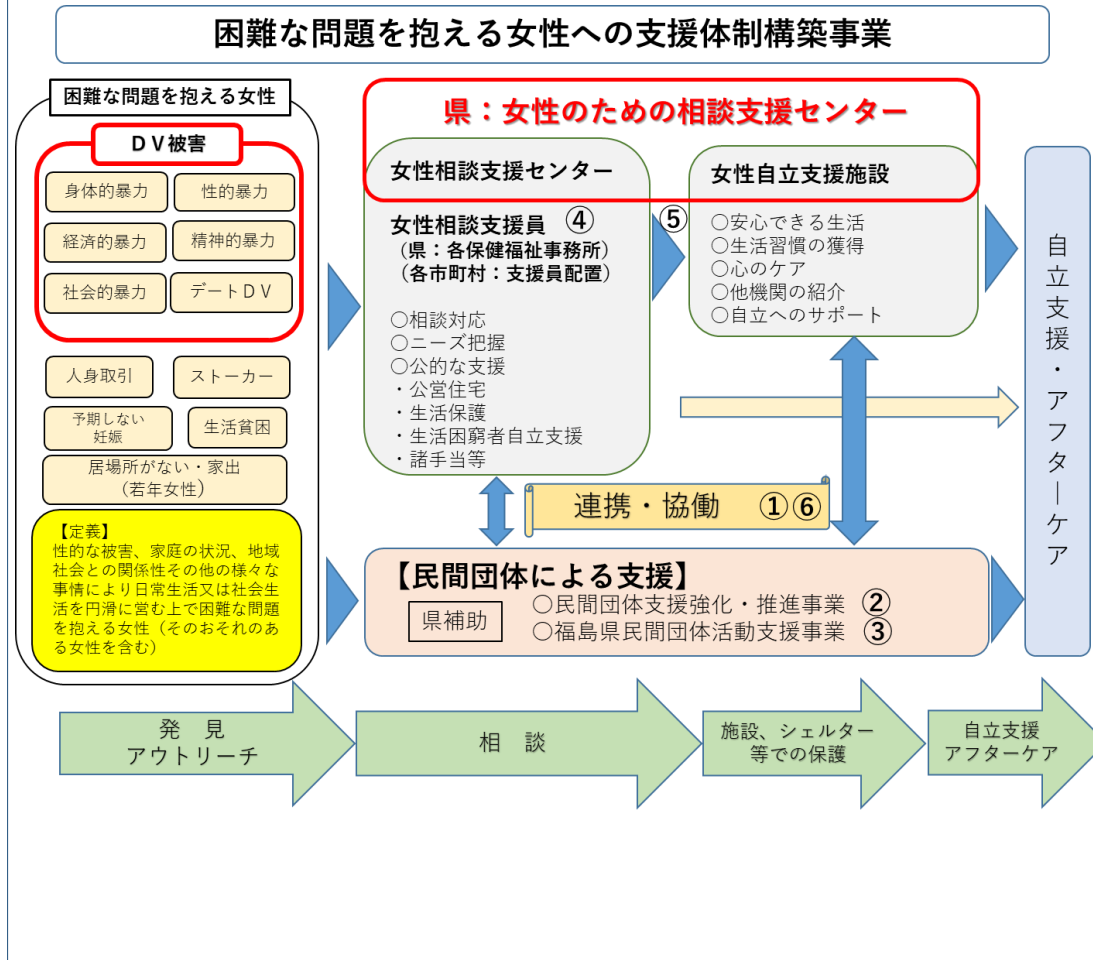 困難な問題を抱える女性への支援体制構築事業
困難な問題を抱える女性
ＤＶ被害
身体的暴力
性的暴力
経済的暴力
精神的暴力
社会的暴力
デートＤＶ
人身取引
ストーカー
予期しない
妊娠
生活貧困
居場所がない・家出
(若年女性)
【定義】
性的な被害、家庭の状況、地域
社会との関係性その他の様々な
事情により日常生活又は社会生
活を円滑に営む上で困難な問題
を抱える女性（そのおそれのあ
る女性を含む）
県：女性のための相談支援センター
女性相談支援センター
女性相談支援員 ④
（県：各保健福祉事務所）
（各市町村：支援員配置）
○相談対応
○ニーズ把握
○公的な支援
・公営住宅
・生活保護
・生活困窮者自立支援
・諸手当等
⑤
女性自立支援施設
○安心できる生活
○生活習慣の獲得
○心のケア
○他機関の紹介
○自立へのサポート
連携・協働 ①⑥
【民間団体による支援】
県補助
○民間団体支援強化・推進事業 ②
○福島県民間団体活動支援事業 ③
自立支援・アフターケア
発　見
アウトリーチ
相　談
施設、シェルター
等での保護
自立支援
アフターケア